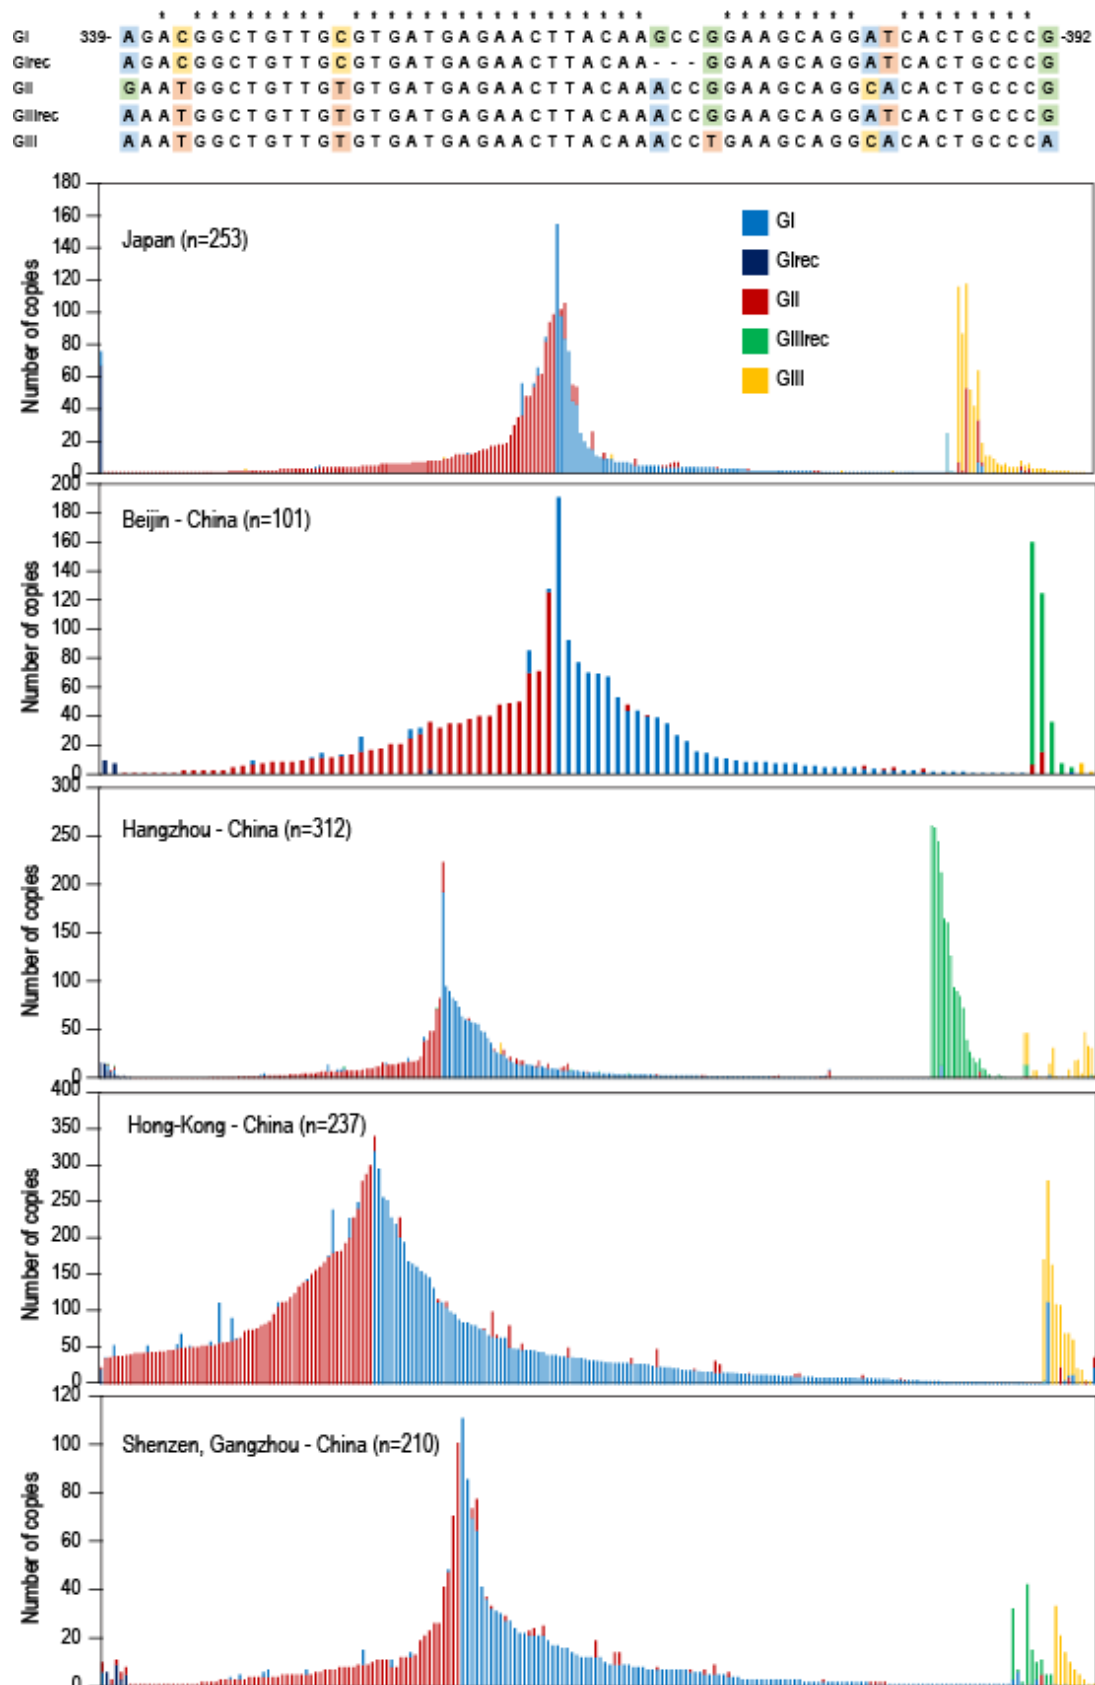 * * * * * * * * * * * * * * * * * * * * * * * * * * * * * * * * * * * * * * * * * *
GI 339- A G A C G G C T G T T G C G T G A T G A G A A C T T A C A A G C C G G A A G C A G G A T C A C T G C C C G -392
GIrec A G A C G G C T G T T G C G T G A T G A G A A C T T A C A A - - - G G A A G C A G G A T C A C T G C C C G
GII G A A T G G C T G T T G T G T G A T G A G A A C T T A C A A A C C G G A A G C A G G C A C A C T G C C C G
GIIIrec A A A T G G C T G T T G T G T G A T G A G A A C T T A C A A A C C G G A A G C A G G A T C A C T G C C C G
GIII A A A T G G C T G T T G T G T G A T G A G A A C T T A C A A A C C T G A A G C A G G C A C A C T G C C C A
Number of copies
180
160
140
120
100
80
60
40
20
0
Japan (n=253)
GI
GIrec
GII
GIIIrec
GIII
Number of copies
200
180
160
140
120
100
80
60
40
20
0
Beijin - China (n=101)
Number of copies
300
250
200
150
100
50
0
Hangzhou - China (n=312)
Number of copies
400
350
300
250
200
150
100
50
0
Hong-Kong - China (n=237)
Number of copies
120
100
80
60
40
20
0
Shenzen, Gangzhou - China (n=210)